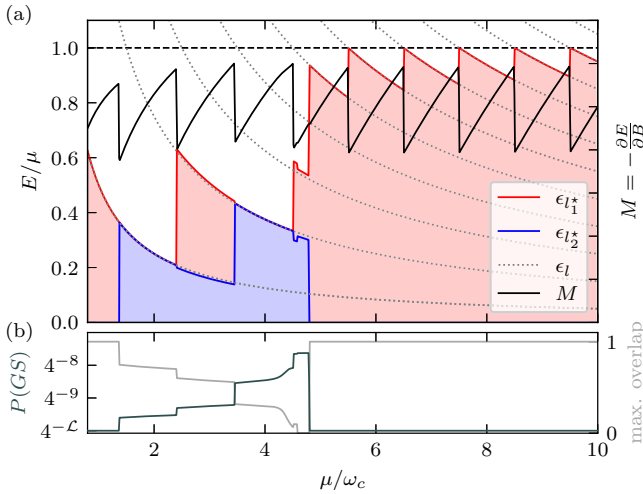 (a)
1.0
0.8
0.6
0.4
0.2
0.0
E/μ
M = −∂E/∂B
ϵ_{l_1^⋆}
ϵ_{l_2^⋆}
ϵ_l
M
(b)
P(GS)
4^{−8}
4^{−9}
4^{−ℒ}
1
0
max. overlap
2
4
6
8
10
μ/ω_c